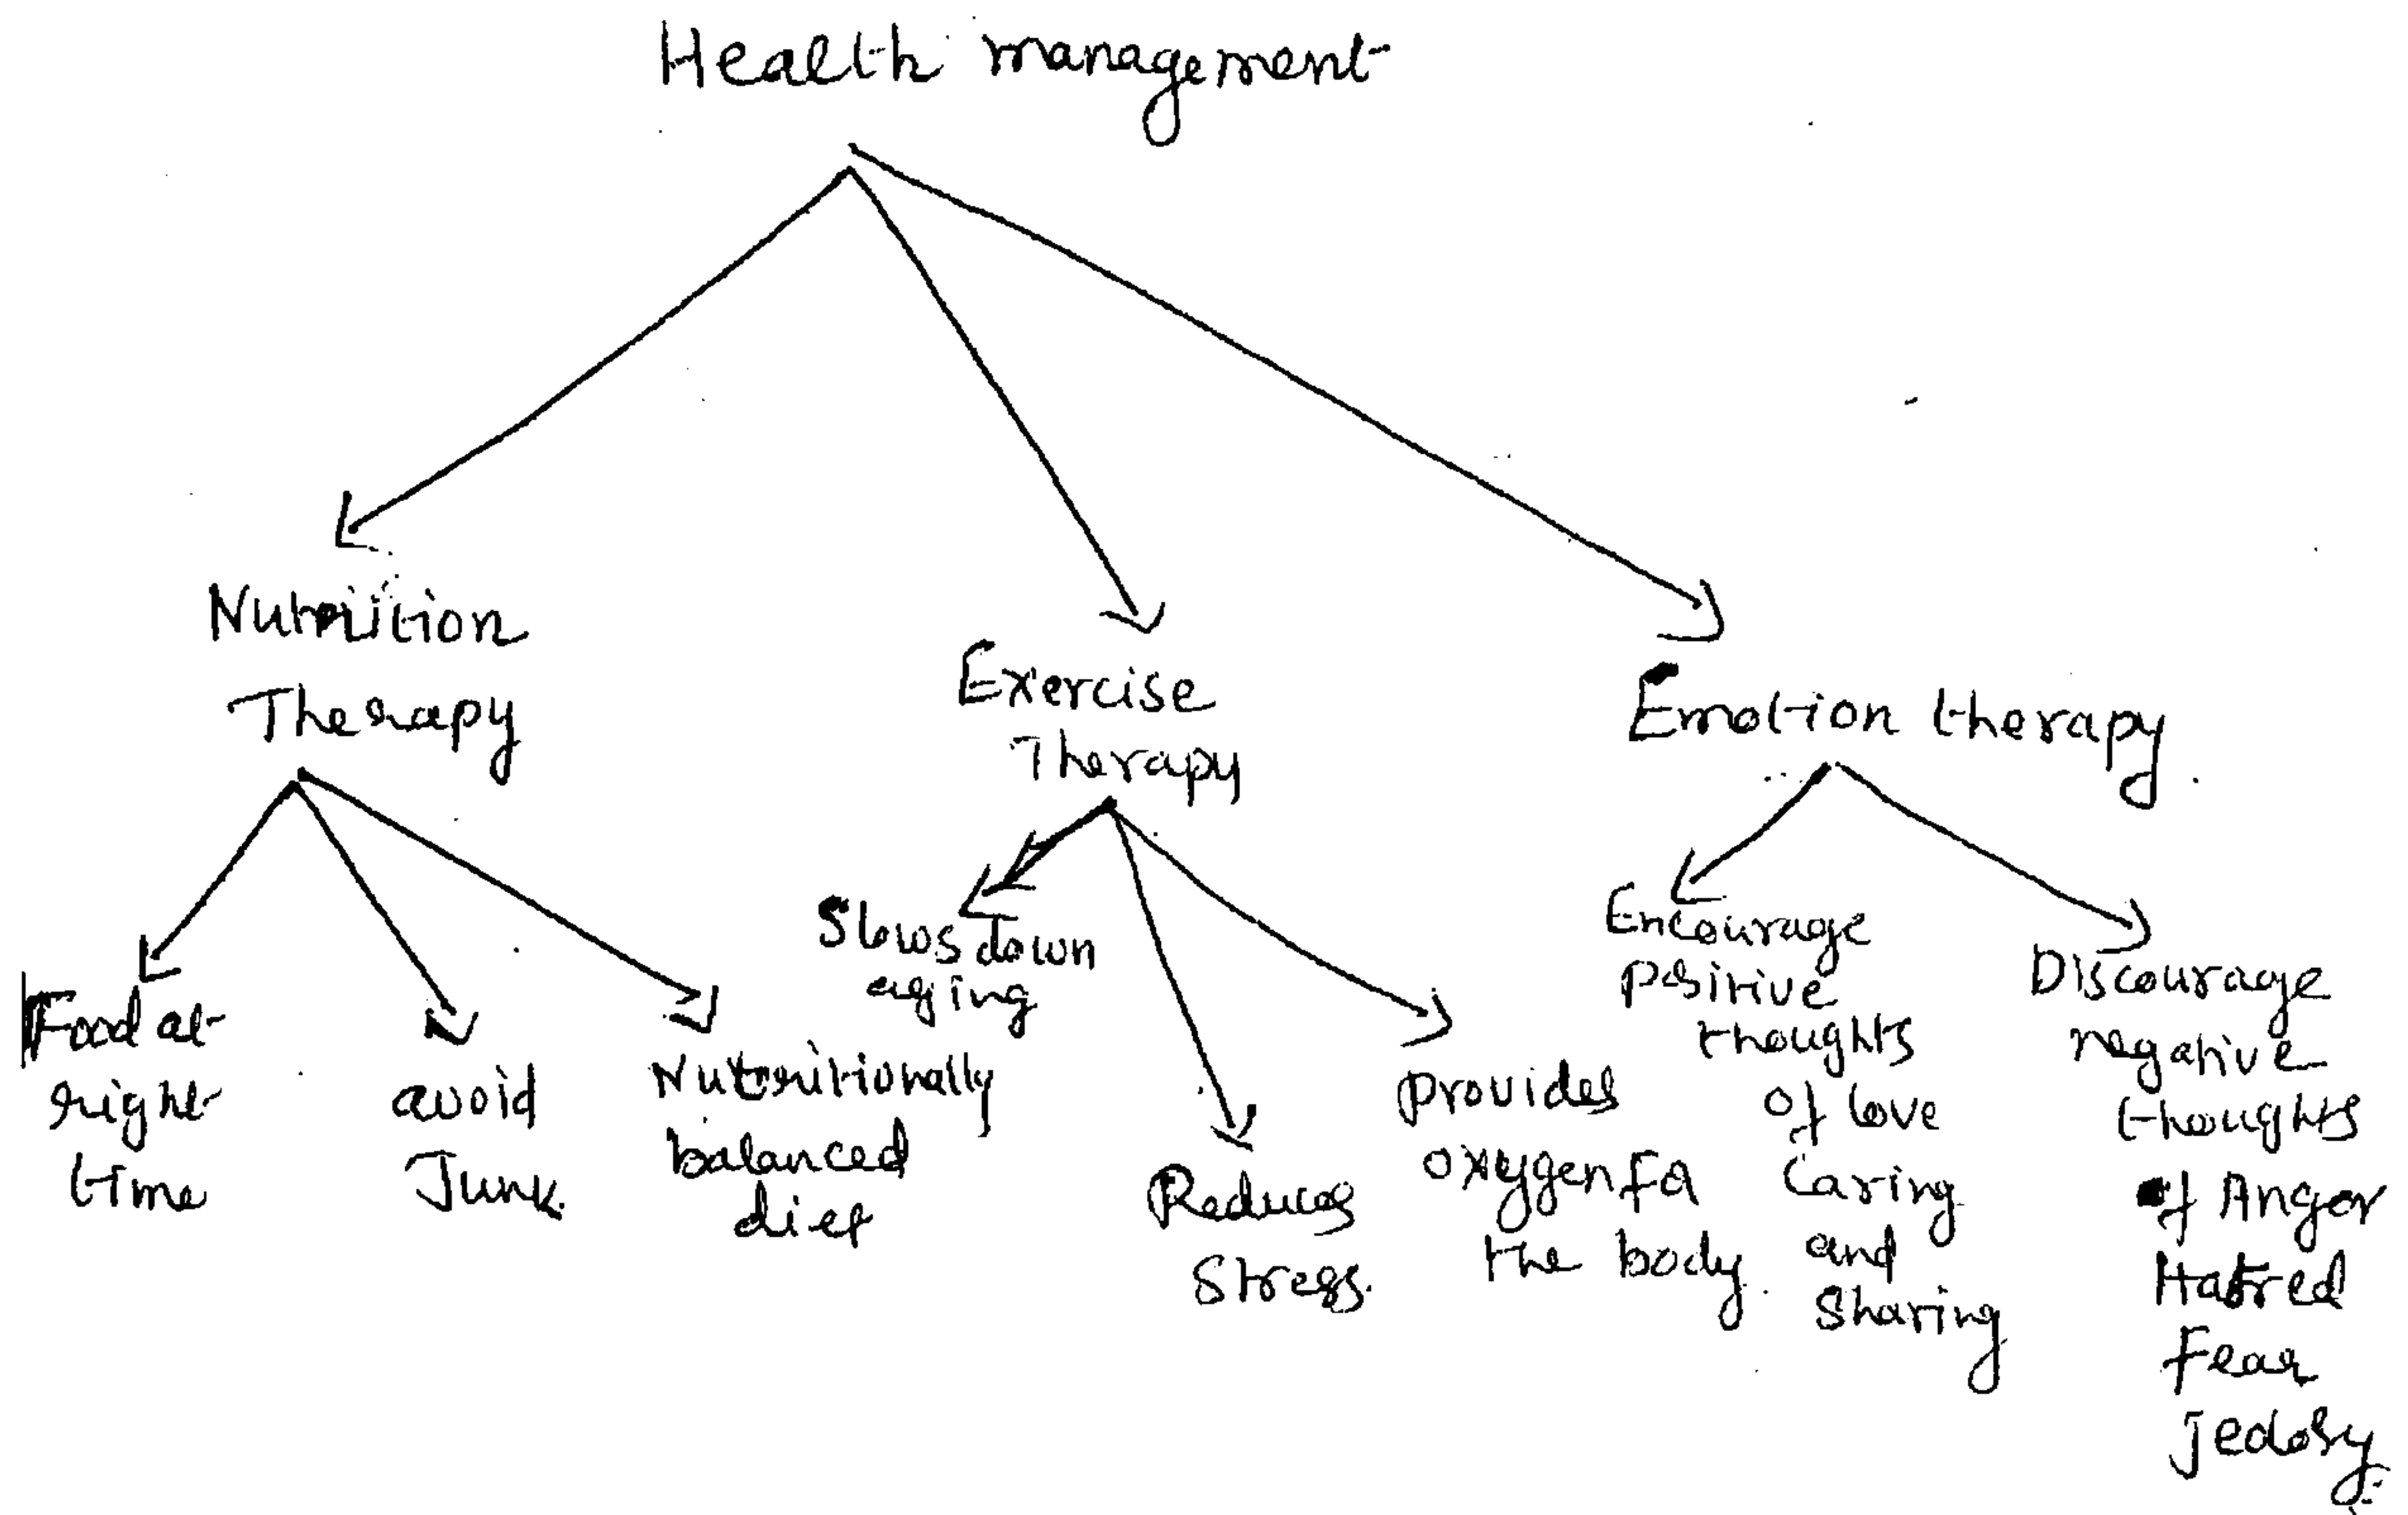 Health management
Nutrition
Therapy
Food at
right
time
avoid
Junk
Nutritionally
balanced
diet
Exercise
Therapy
Slows down
aging
Reduces
Stress
provides
oxygen to
the body
Emotion therapy
Encourage
positive
thoughts
of love
Caring
and
Sharing
Discourage
negative
thoughts
of Anger
Hatred
Fear